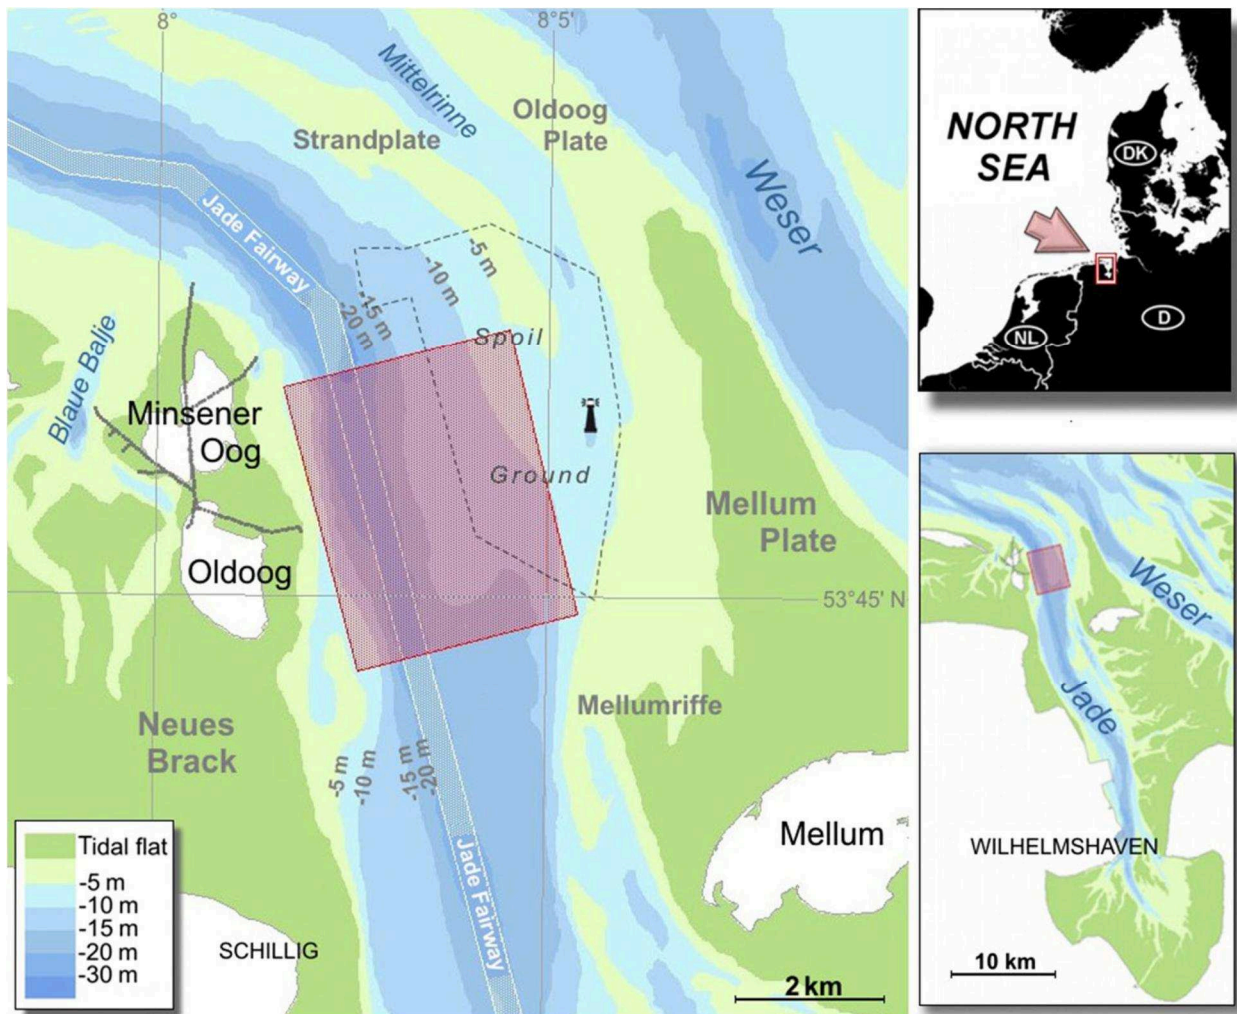 8°
8°5'
Mittelrinne
Oldoog
Plate
Strandplate
Weser
Jade Fairway
-5 m
-10 m
-15 m
-20 m
Spoil
Blaue Balje
Minsener
Oog
Ground
Mellum
Plate
Oldoog
53°45' N
Mellumriffe
Neues
Brack
-5 m
-10 m
-15 m
-20 m
Mellum
Jade Fairway
SCHILLIG
Tidal flat
-5 m
-10 m
-15 m
-20 m
-30 m
2 km
NORTH
SEA
DK
D
NL
Weser
Jade
WILHELMSHAVEN
10 km